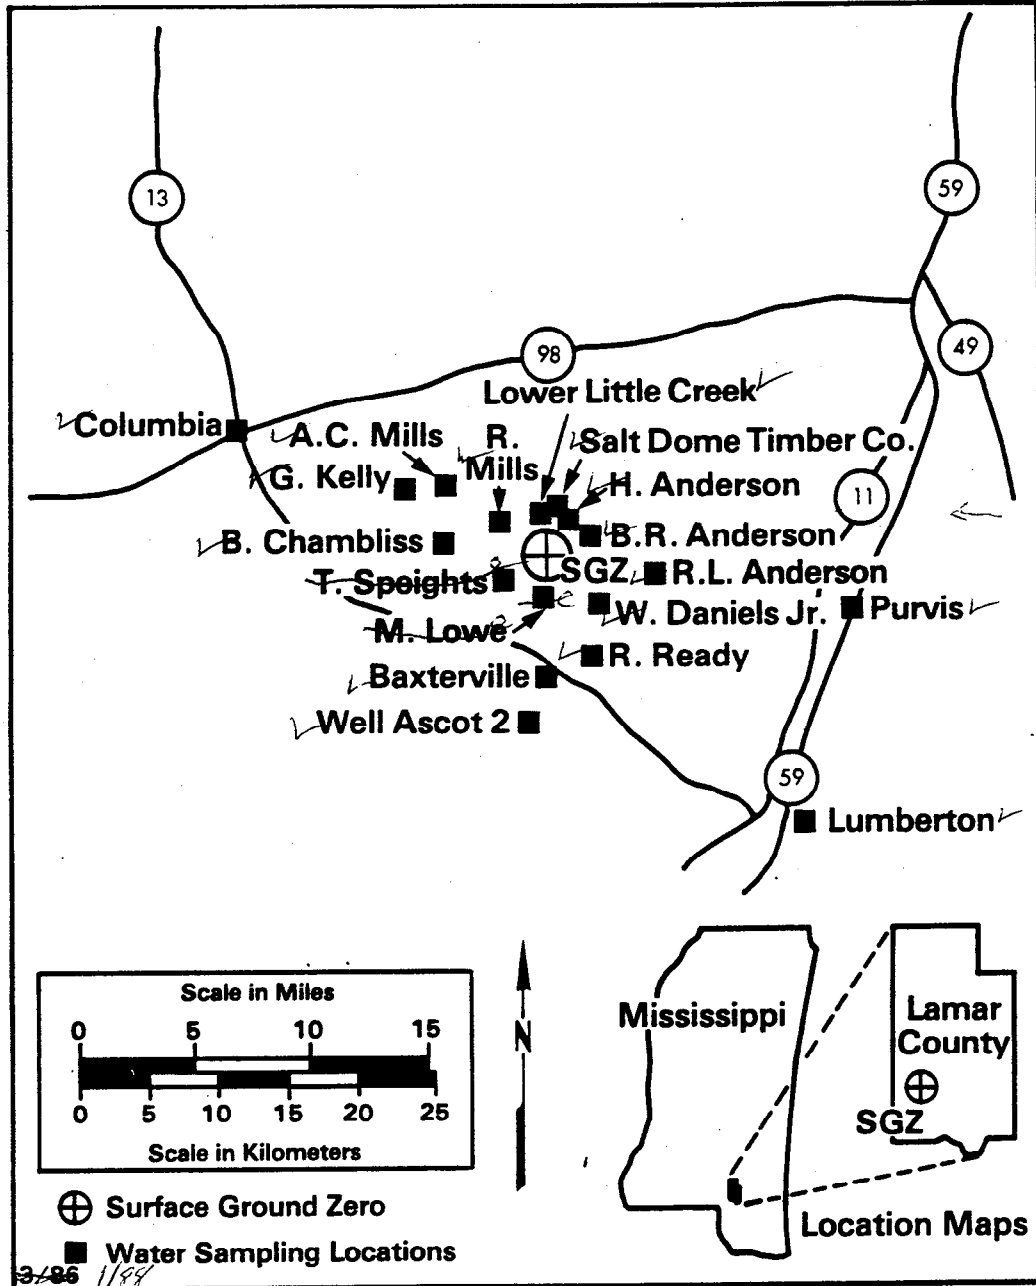 13
59
98
49
Lower Little Creek
Columbia
A.C. Mills
R.
Mills
Salt Dome Timber Co.
G. Kelly
H. Anderson
11
B. Chambliss
B.R. Anderson
T. Speights
SGZ
R.L. Anderson
M. Lowe
W. Daniels Jr.
Purvis
R. Ready
Baxterville
Well Ascot 2
59
Lumberton
Scale in Miles
0 5 10 15
0 5 10 15 20 25
Scale in Kilometers
N
Mississippi
Lamar
County
SGZ
Surface Ground Zero
Water Sampling Locations
Location Maps
3/86 1/88